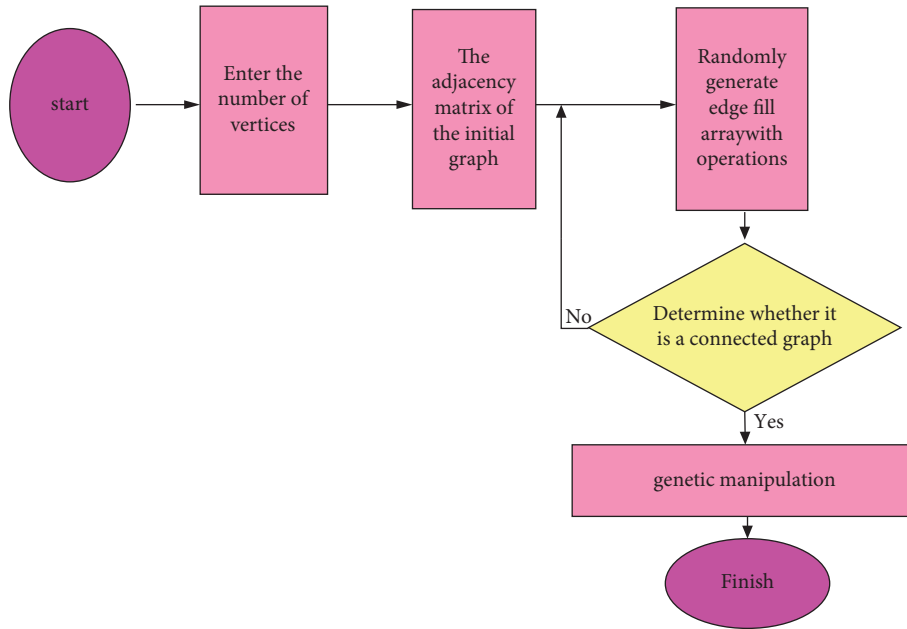 start
Enter the
number of
vertices
The
adjacency
matrix of
the initial
graph
Randomly
generate
edge fill
arraywith
operations
Determine whether it
is a connected graph
No
Yes
genetic manipulation
Finish